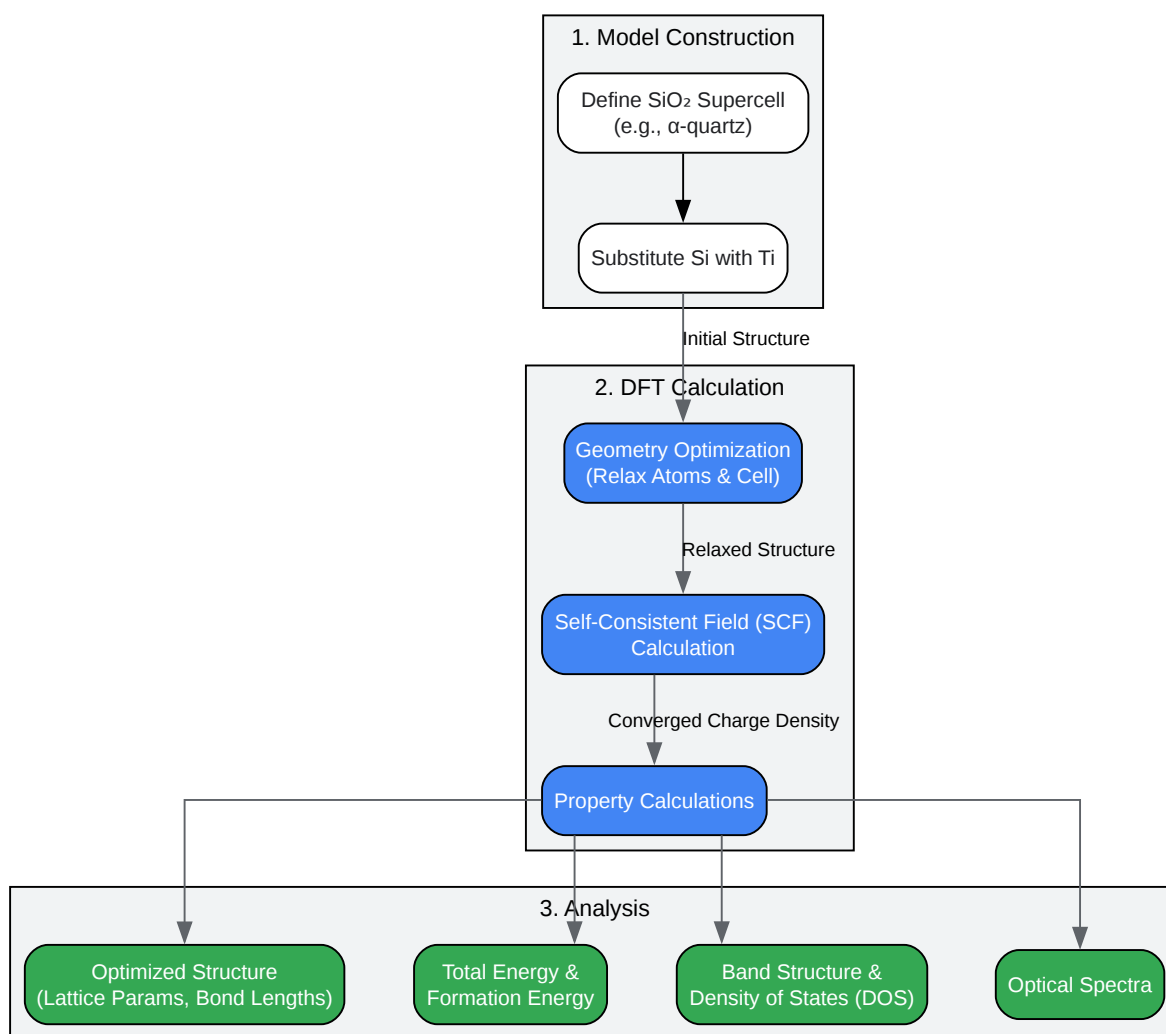 1. Model Construction
Define SiO₂ Supercell
(e.g., α-quartz)
Substitute Si with Ti
Initial Structure
2. DFT Calculation
Geometry Optimization
(Relax Atoms & Cell)
Relaxed Structure
Self-Consistent Field (SCF)
Calculation
Converged Charge Density
Property Calculations
3. Analysis
Optimized Structure
(Lattice Params, Bond Lengths)
Total Energy &
Formation Energy
Band Structure &
Density of States (DOS)
Optical Spectra